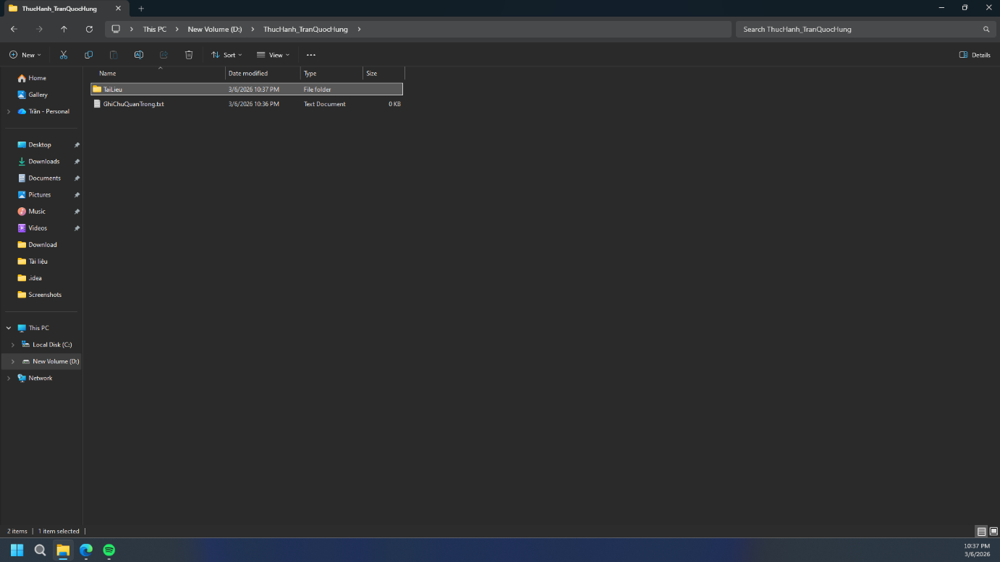 ThucHanh_TranQuocHung
This PC > New Volume (D:) > ThucHanh_TranQuocHung >
Search ThucHanh_TranQuocHung
New
Sort
View
Details
Home
Gallery
Trần - Personal
Desktop
Downloads
Documents
Pictures
Music
Videos
Download
Tài liệu
.idea
Screenshots
This PC
Local Disk (C:)
New Volume (D:)
Network
Name Date modified Type Size
TaiLieu 3/6/2026 10:37 PM File folder
GhiChuQuanTrong.txt 3/6/2026 10:36 PM Text Document 0 KB
2 items 1 item selected
10:37 PM
3/6/2026